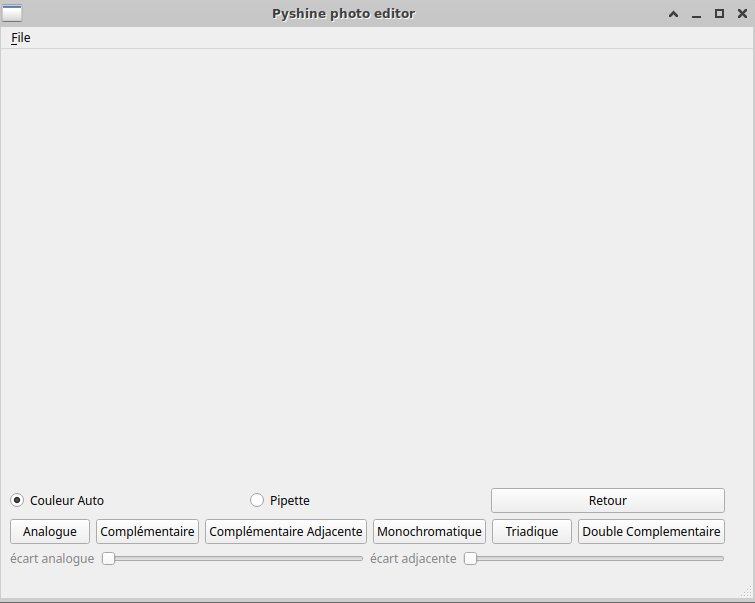 Pyshine photo editor
File
Couleur Auto Pipette Retour
Analogue Complémentaire Complémentaire Adjacente Monochromatique Triadique Double Complementaire
écart analogue écart adjacente